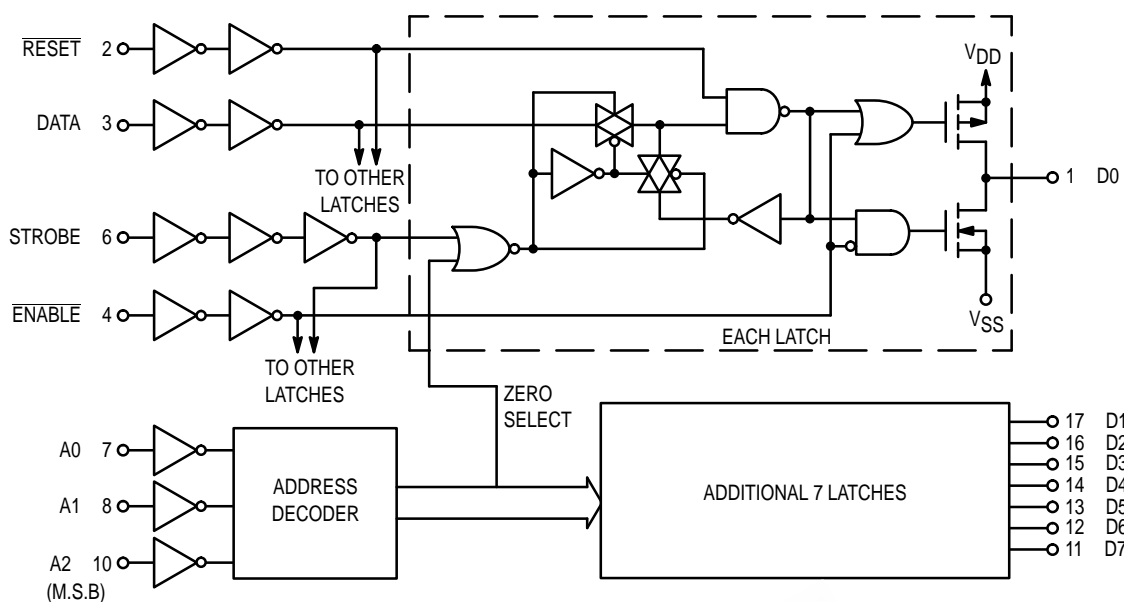 RESET 2
DATA 3
STROBE 6
ENABLE 4
TO OTHER
LATCHES
TO OTHER
LATCHES
VDD
1 D0
VSS
EACH LATCH
ZERO
SELECT
A0 7
A1 8
A2 10
(M.S.B)
ADDRESS
DECODER
ADDITIONAL 7 LATCHES
17 D1
16 D2
15 D3
14 D4
13 D5
12 D6
11 D7